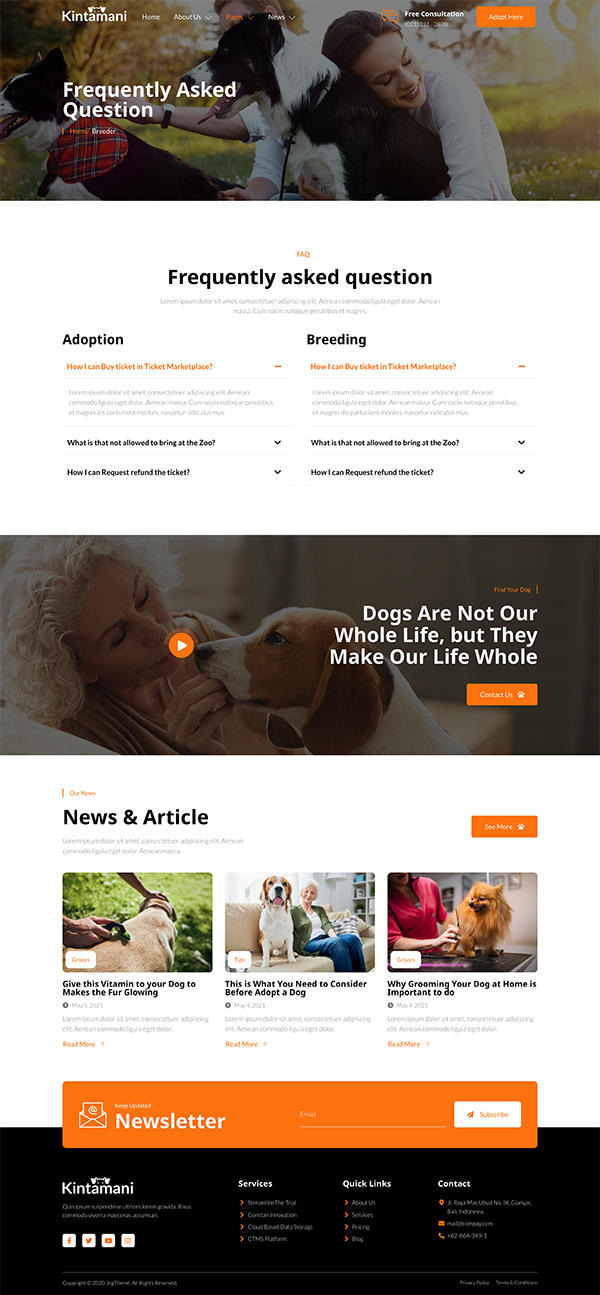 Kintamani
Home
About Us
Pages
News
Free Consultation
Adopt Here
Frequently Asked
Question
Home/ Breeder
FAQ
Frequently asked question
Lorem ipsum dolor sit amet, consectetuer adipiscing elit. Aenean commodo ligula eget dolor. Aenean
massa. Cum sociis natoque penatibus et magnis.
Adoption
How I can Buy ticket in Ticket Marketplace?
Lorem ipsum dolor sit amet, consectetuer adipiscing elit. Aenean
commodo ligula eget dolor. Aenean massa. Cum sociis natoque penatibus
et magnis dis parturient montes, nascetur ridiculus mus.
What is that not allowed to bring at the Zoo?
How I can Request refund the ticket?
Breeding
How I can Buy ticket in Ticket Marketplace?
Lorem ipsum dolor sit amet, consectetuer adipiscing elit. Aenean
commodo ligula eget dolor. Aenean massa. Cum sociis natoque penatibus
et magnis dis parturient montes, nascetur ridiculus mus.
What is that not allowed to bring at the Zoo?
How I can Request refund the ticket?
Find Your Dog
Dogs Are Not Our
Whole Life, but They
Make Our Life Whole
Contact Us
Our News
News & Article
Lorem ipsum dolor sit amet, consectetuer adipiscing elit. Aenean
commodo ligula eget dolor. Aenean massa.
See More
Groom
Give this Vitamin to your Dog to
Makes the Fur Glowing
May 5, 2021
Lorem ipsum dolor sit amet, consectetuer adipiscing
elit. Aenean commodo ligula eget dolor.
Read More
Tips
This is What You Need to Consider
Before Adopt a Dog
May 4, 2021
Lorem ipsum dolor sit amet, consectetuer adipiscing
elit. Aenean commodo ligula eget dolor.
Read More
Groom
Why Grooming Your Dog at Home is
Important to do
May 4, 2021
Lorem ipsum dolor sit amet, consectetuer adipiscing
elit. Aenean commodo ligula eget dolor.
Read More
Keep Updated
Newsletter
Email
Subscribe
Kintamani
Quin ipsum suspendisse ultrices lorem gravida. Risus
commodo viverra maecenas accumsan.
Services
StreamlineThe Trial
Constan Innovation
Cloud Based Data Storage
CTMS Platform
Quick Links
About Us
Services
Pricing
Blog
Contact
Jl. Raya Mas Ubud No. IX, Gianyar,
Bali, Indonesia.
mail@compay.com
+62-864-349-1
Copyright © 2020 JegTheme. All Rights Reserved.
Privacy Policy
Terms & Conditions